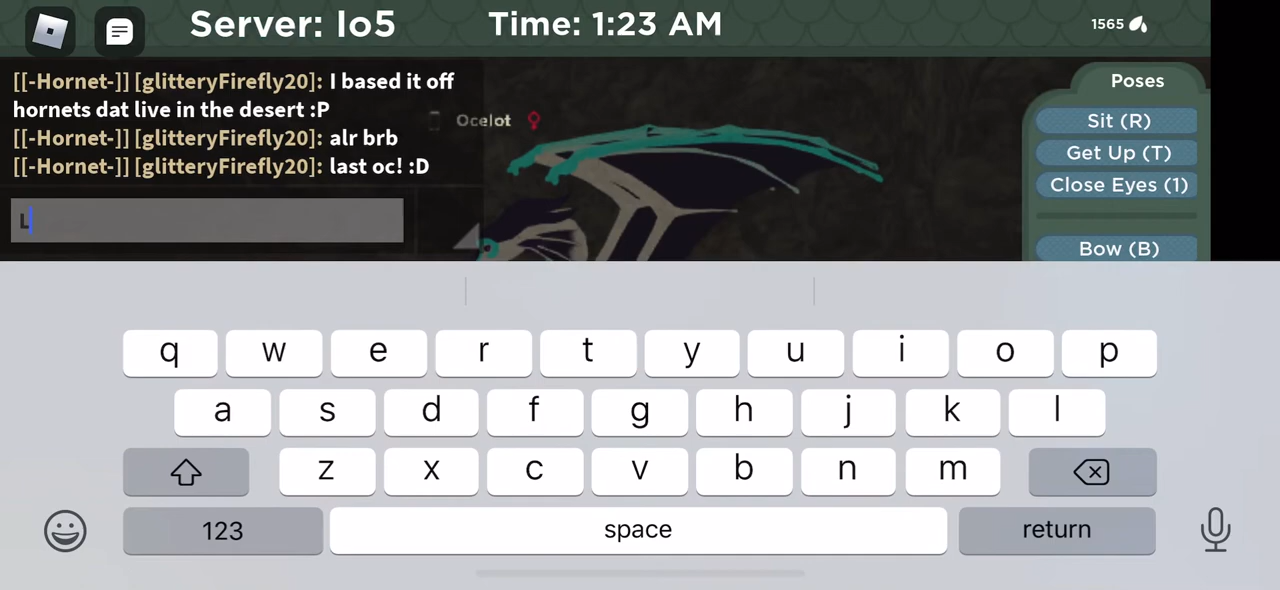 Server: Io5
Time: 1:23 AM
1565
[[-Hornet-]] [glitteryFirefly20]: I based it off
hornets dat live in the desert :P
[[-Hornet-]] [glitteryFirefly20]: alr brb
[[-Hornet-]] [glitteryFirefly20]: last oc! :D
L
Ocelot
Poses
Sit (R)
Get Up (T)
Close Eyes (1)
Bow (B)
q w e r t y u i o p
a s d f g h j k l
z x c v b n m
123 space return